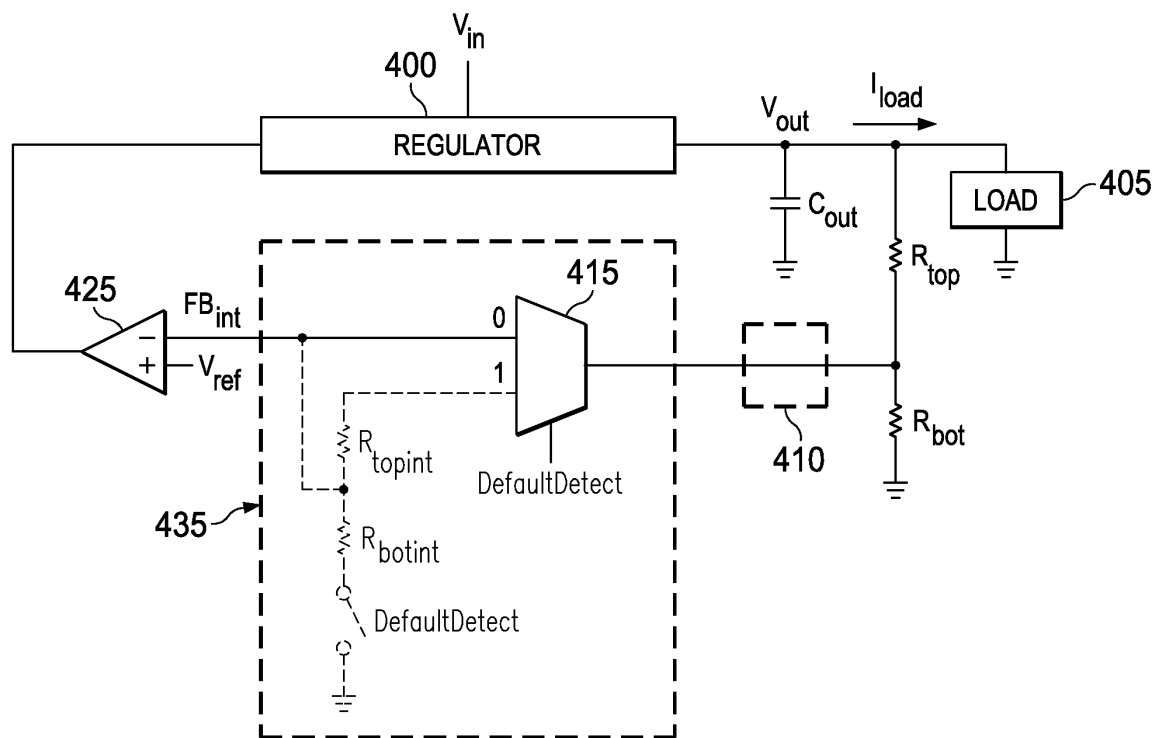 V_in
400
REGULATOR
V_out
I_load
LOAD
405
C_out
R_top
425
FB_int
415
0
−
+
V_ref
1
R_topint
410
R_bot
DefaultDetect
435
R_botint
DefaultDetect